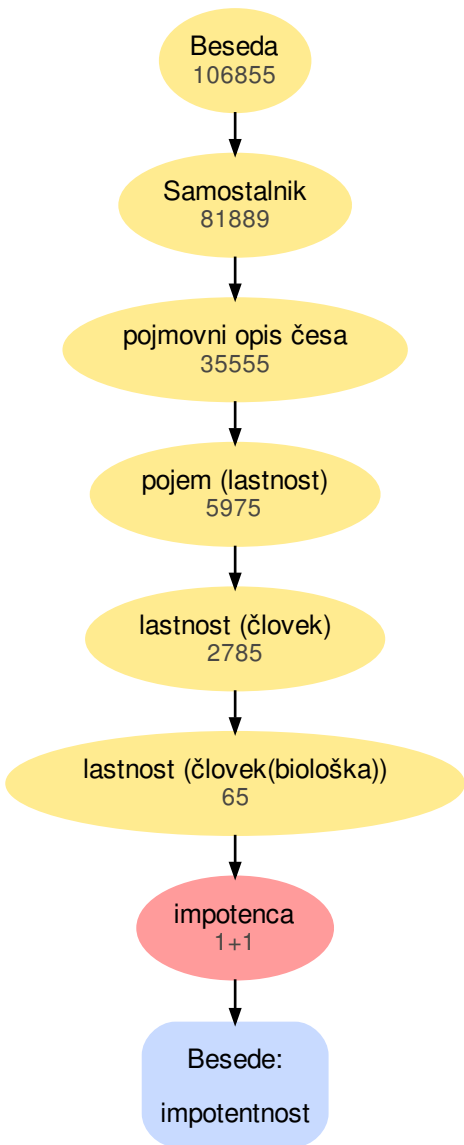 Beseda
106855
Samostalnik
81889
pojmovni opis česa
35555
pojem (lastnost)
5975
lastnost (človek)
2785
lastnost (človek(biološka))
65
impotenca
1+1
Besede:
impotentnost